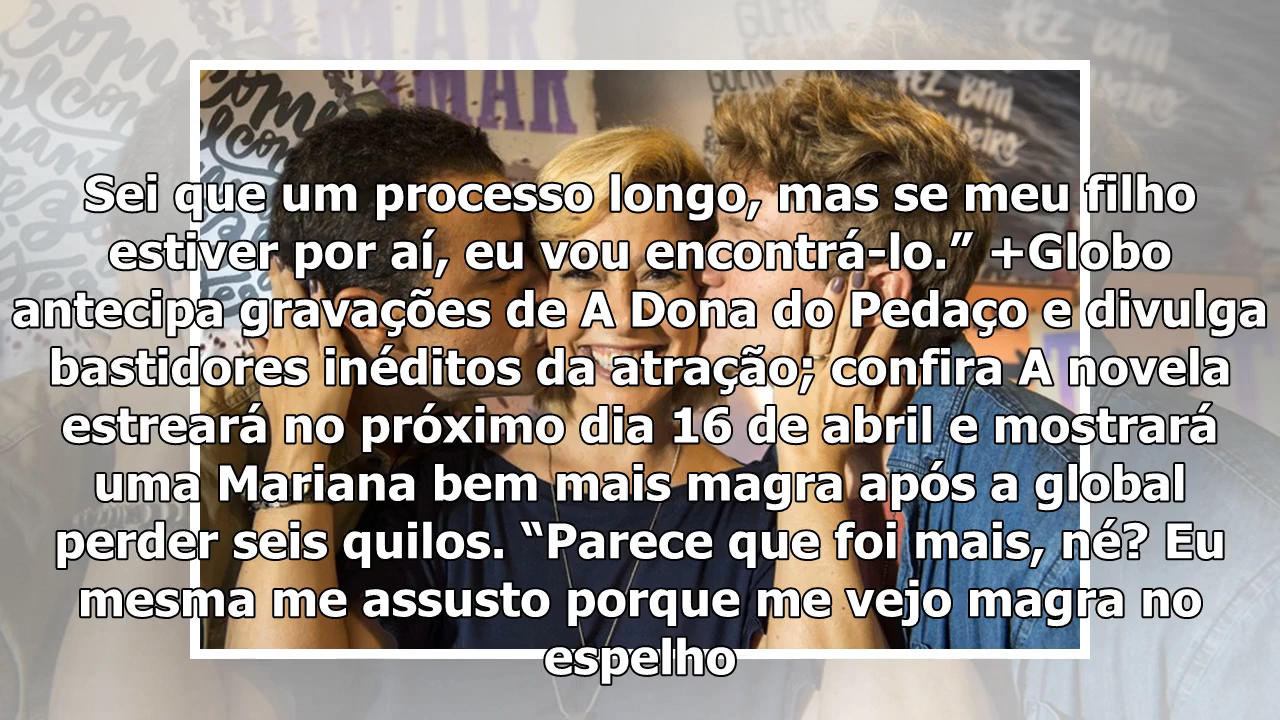 Sei que um processo longo, mas se meu filho
estiver por aí, eu vou encontrá-lo.” +Globo
antecipa gravações de A Dona do Pedaço e divulga
bastidores inéditos da atração; confira A novela
estreará no próximo dia 16 de abril e mostrará
uma Mariana bem mais magra após a global
perder seis quilos. “Parece que foi mais, né? Eu
mesma me assusto porque me vejo magra no
espelho